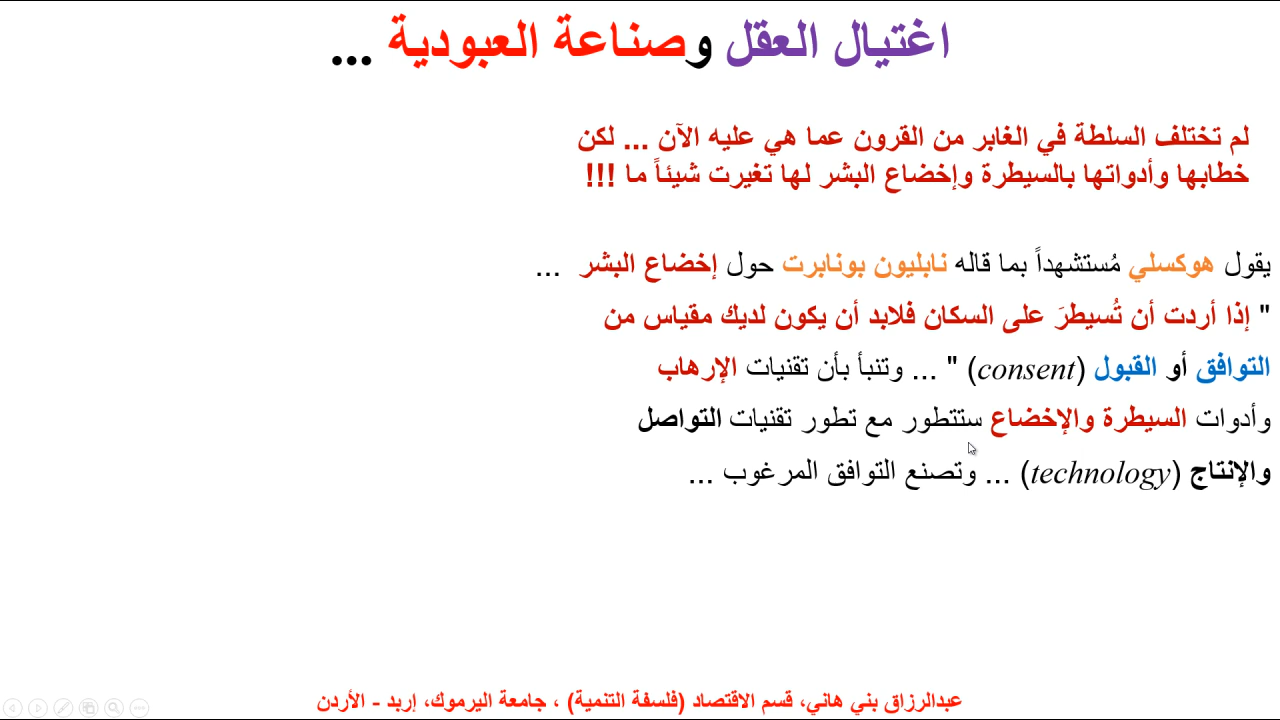 اغتيال العقل وصناعة العبودية ...
لم تختلف السلطة في الغابر من القرون عما هي عليه الآن ... لكن
خطابها وأدواتها بالسيطرة وإخضاع البشر لها تغيرت شيئاً ما !!!
يقول هوكسلي مُستشهداً بما قاله نابليون بونابرت حول إخضاع البشر ...
" إذا أردت أن تُسيطرَ على السكان فلابد أن يكون لديك مقياس من
التوافق أو القبول (consent) " ... وتنبأ بأن تقنيات الإرهاب
وأدوات السيطرة والإخضاع ستتطور مع تطور تقنيات التواصل
والإنتاج (technology) ... وتصنع التوافق المرغوب ...
عبدالرزاق بني هاني، قسم الاقتصاد (فلسفة التنمية) ، جامعة اليرموك، إربد - الأردن